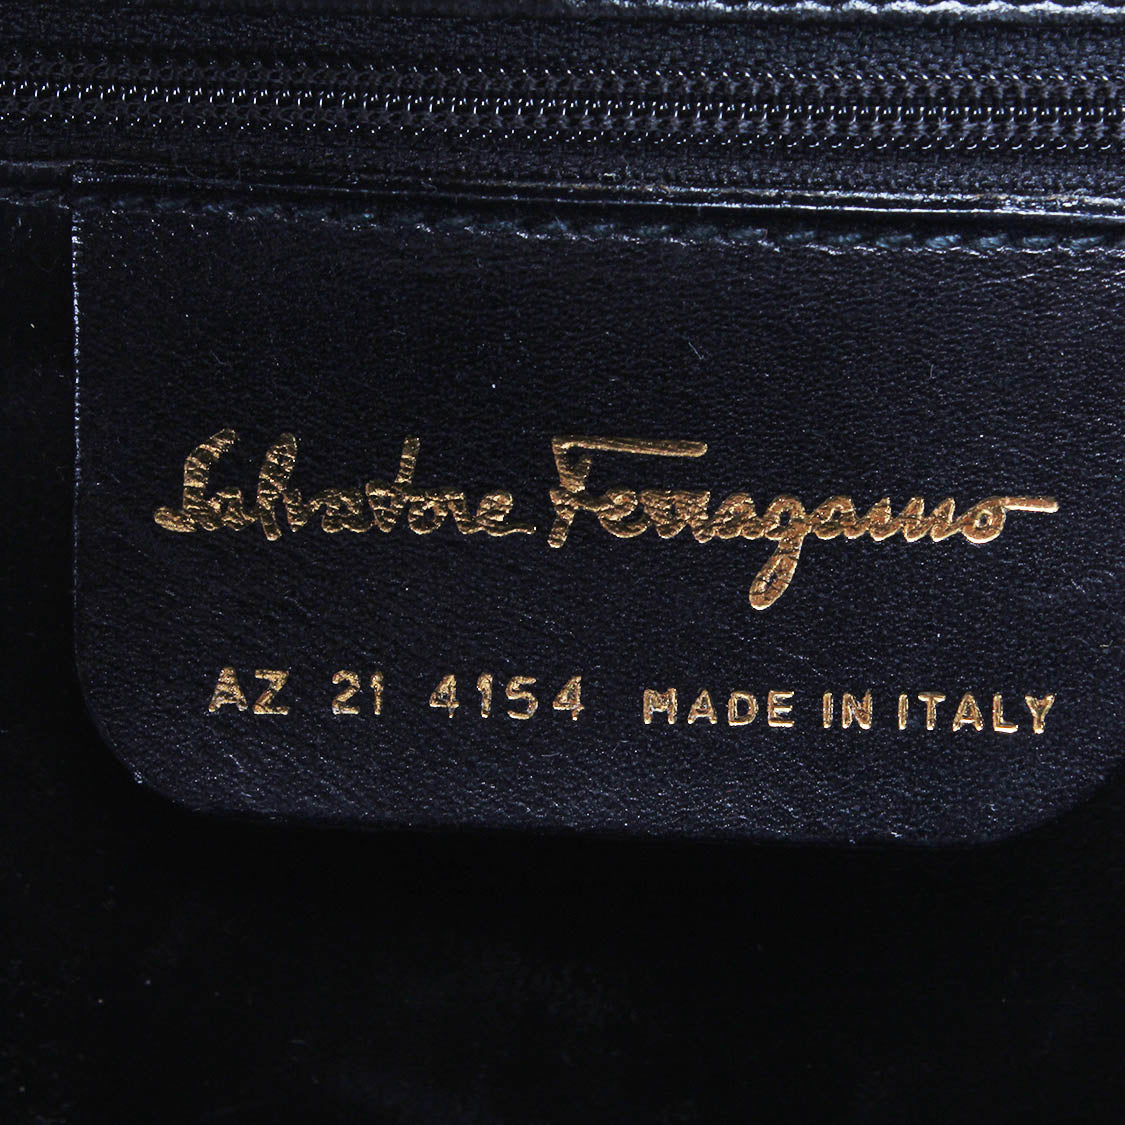 Salvatore Ferragamo
AZ 21 4154 MADE IN ITALY